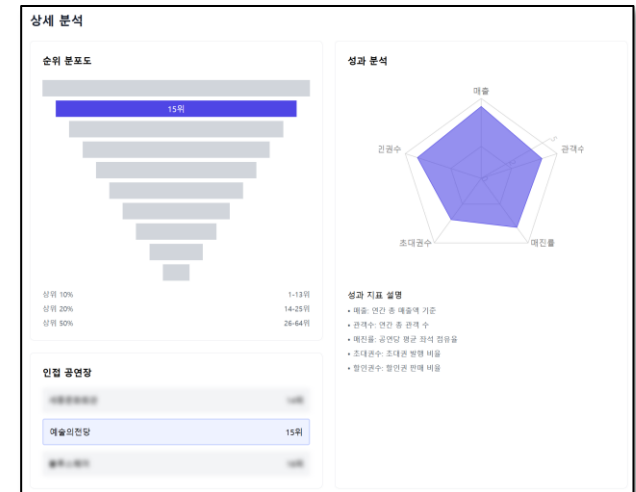 상세 분석
순위 분포도
15위
상위 10% 1-13위
상위 20% 14-25위
상위 50% 26-64위
인접 공연장
예술의전당 15위
성과 분석
매출
관객수
매진률
초대권수
성과 지표 설명
• 매출: 연간 총 매출액 기준
• 관객수: 연간 총 관객 수
• 매진률: 공연당 평균 좌석 점유율
• 초대권수: 초대권 발행 비율
• 할인권수: 할인권 판매 비율